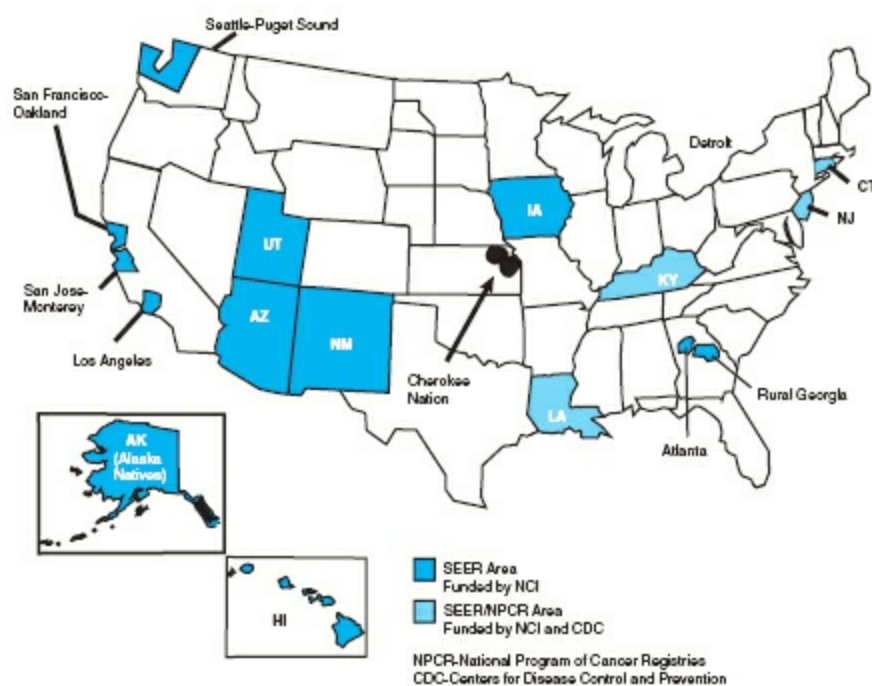 Seattle-Puget Sound
San Francisco-
Oakland
Detroit
CT
NJ
IA
UT
KY
San Jose-
Monterey
AZ
NM
Los Angeles
Cherokee
Nation
Rural Georgia
LA
Atlanta
AK
(Alaska
Natives)
HI
SEER Area
Funded by NCI
SEER/NPCR Area
Funded by NCI and CDC
NPCR-National Program of Cancer Registries
CDC-Centers for Disease Control and Prevention